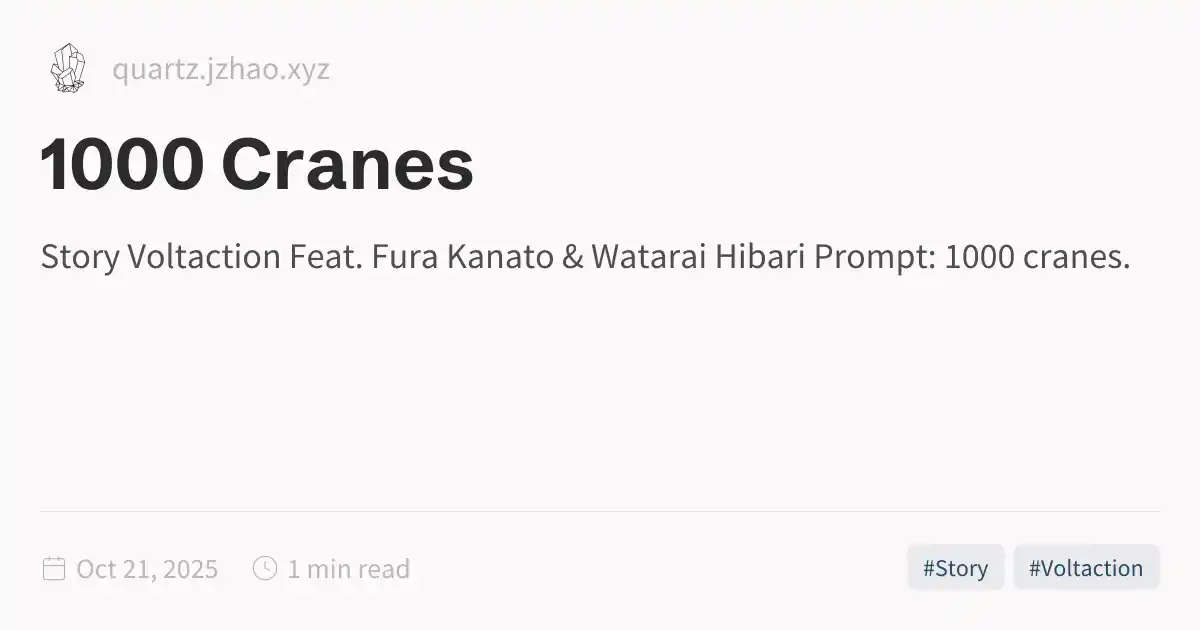 quartz.jzhao.xyz
1000 Cranes
Story Voltaction Feat. Fura Kanato & Watarai Hibari Prompt: 1000 cranes.
Oct 21, 2025
1 min read
#Story
#Voltaction